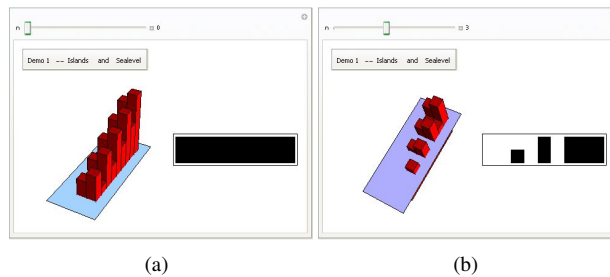 n 0
Demo 1 -- Islands and Sealevel
n 3
Demo 1 -- Islands and Sealevel
(a) (b)